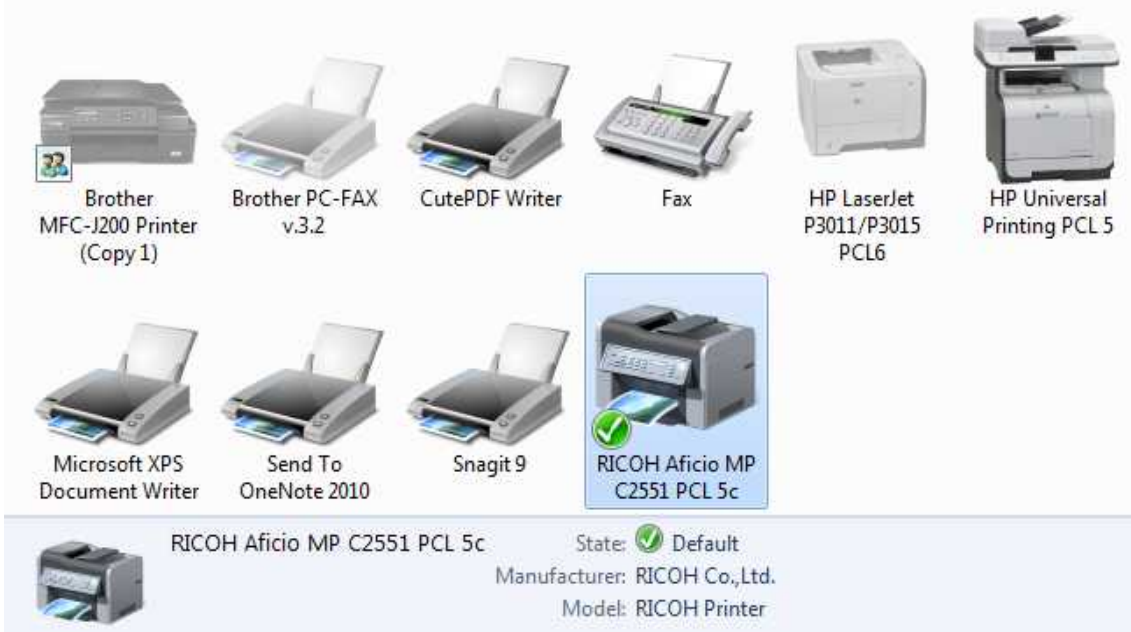 Brother
MFC-J200 Printer
(Copy 1)
Brother PC-FAX
v.3.2
CutePDF Writer
Fax
HP LaserJet
P3011/P3015
PCL6
HP Universal
Printing PCL 5
Microsoft XPS
Document Writer
Send To
OneNote 2010
Snagit 9
RICOH Aficio MP
C2551 PCL 5c
RICOH Aficio MP C2551 PCL 5c
State: Default
Manufacturer: RICOH Co.,Ltd.
Model: RICOH Printer